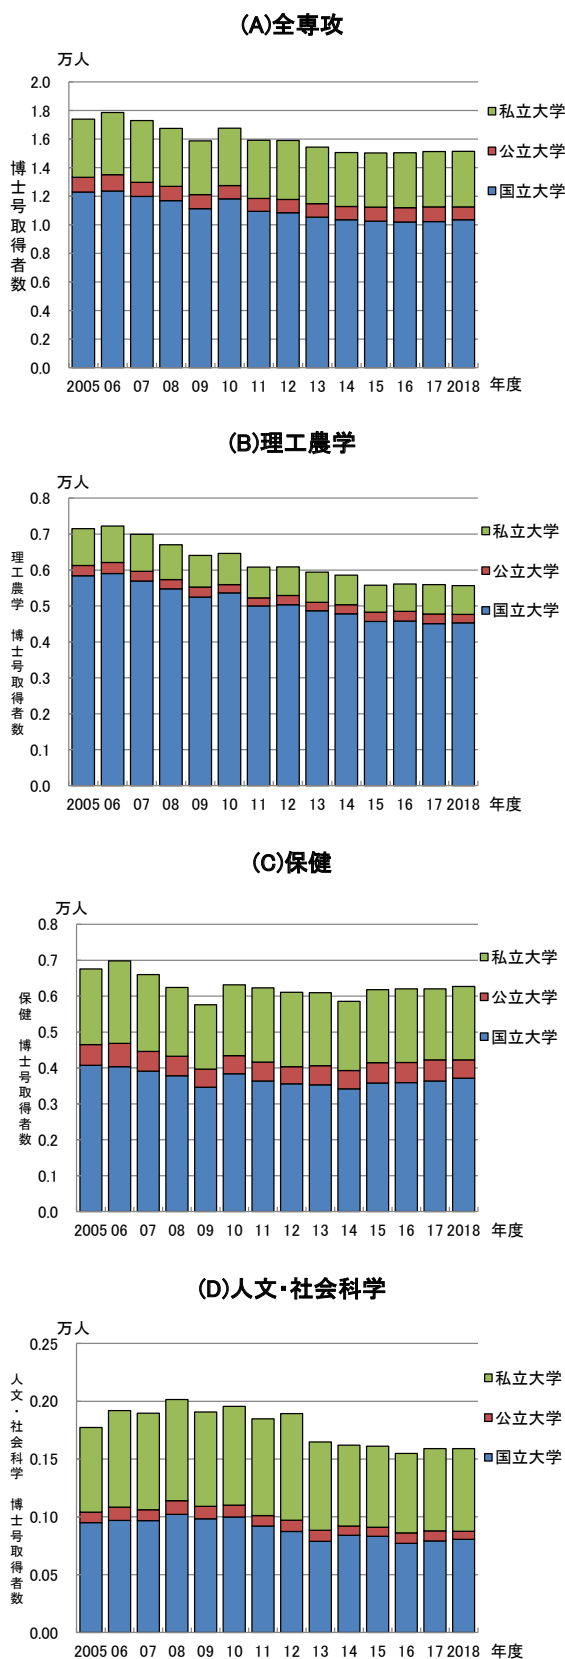 (A)全専攻
万人
2.0
1.8
1.6
1.4
1.2
1.0
0.8
0.6
0.4
0.2
0.0
博士号取得者数
私立大学
公立大学
国立大学
2005 06 07 08 09 10 11 12 13 14 15 16 17 2018 年度
(B)理工農学
万人
0.8
0.7
0.6
0.5
0.4
0.3
0.2
0.1
0.0
理工農学 博士号取得者数
私立大学
公立大学
国立大学
2005 06 07 08 09 10 11 12 13 14 15 16 17 2018 年度
(C)保健
万人
0.8
0.7
0.6
0.5
0.4
0.3
0.2
0.1
0.0
保健 博士号取得者数
私立大学
公立大学
国立大学
2005 06 07 08 09 10 11 12 13 14 15 16 17 2018 年度
(D)人文・社会科学
万人
0.25
0.20
0.15
0.10
0.05
0.00
人文・社会科学 博士号取得者数
私立大学
公立大学
国立大学
2005 06 07 08 09 10 11 12 13 14 15 16 17 2018 年度